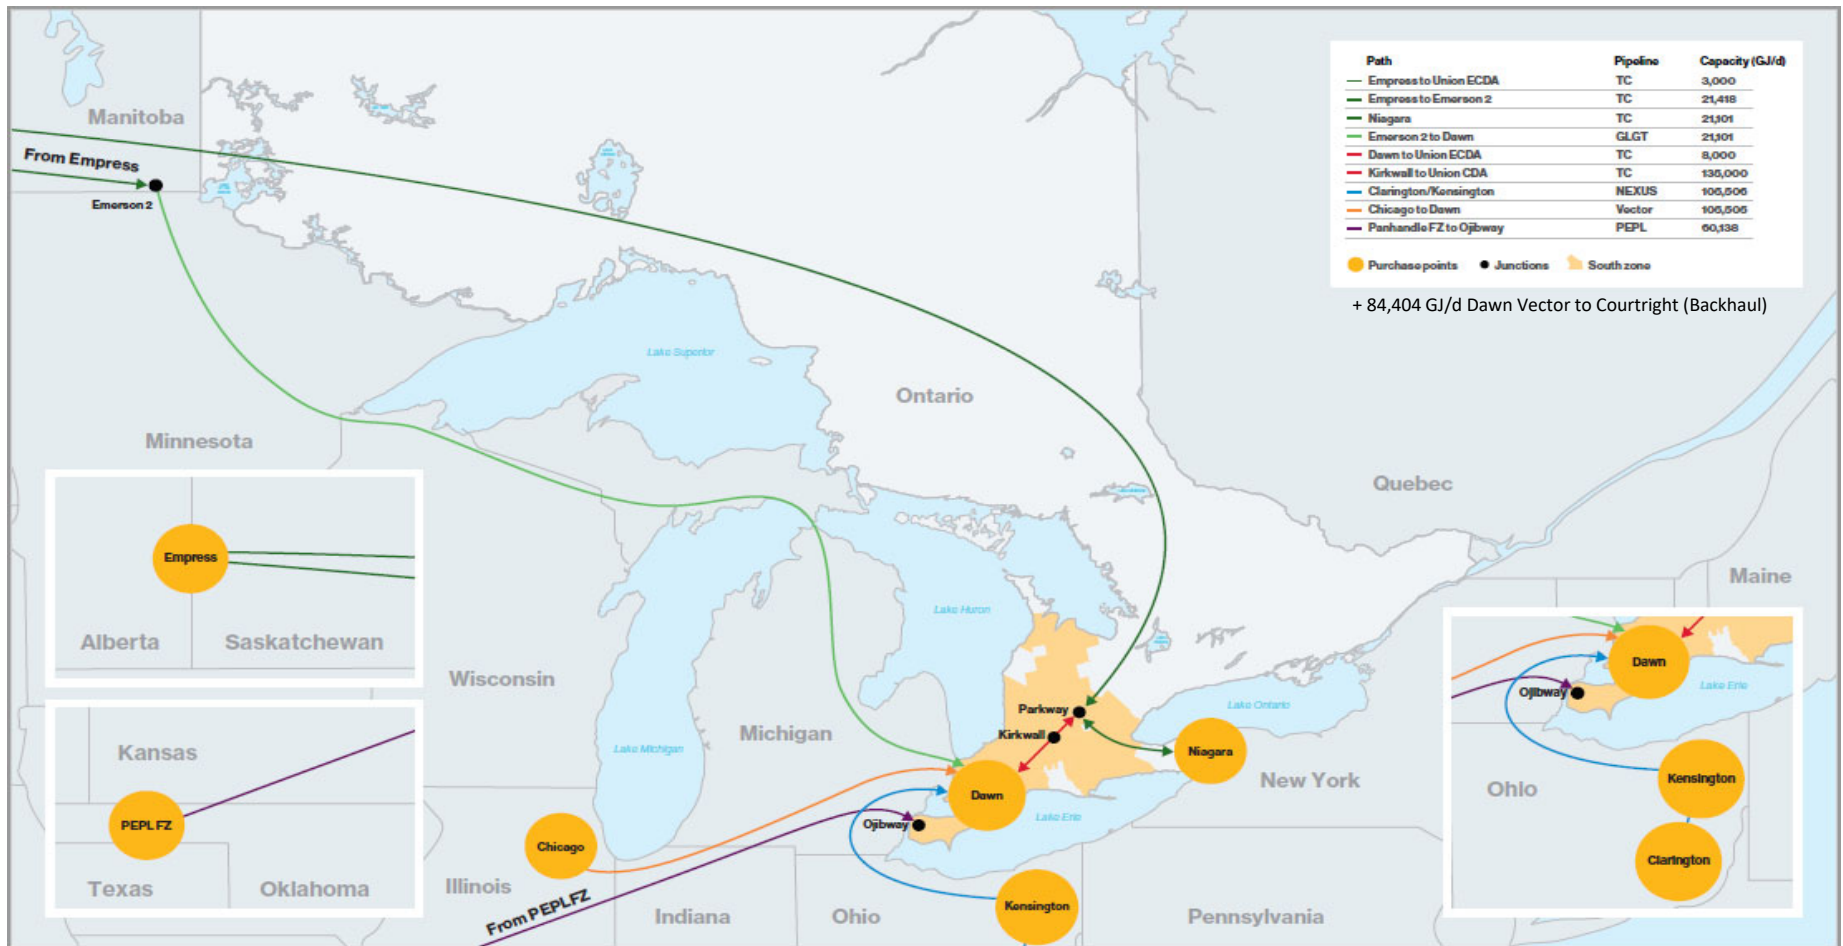 Path Pipeline Capacity (GJ/d)
Empress to Union ECDA TC 3,000
Empress to Emerson 2 TC 21,418
Niagara TC 21,101
Emerson 2 to Dawn GLGT 21,101
Dawn to Union ECDA TC 8,000
Kirkwall to Union CDA TC 135,000
Clarington/Kensington NEXUS 105,506
Chicago to Dawn Vector 105,506
Panhandle FZ to Ojibway PEPL 60,138
Purchase points Junctions South zone
+ 84,404 GJ/d Dawn Vector to Courtright (Backhaul)
Manitoba
From Empress
Emerson 2
Lake Superior
Ontario
Minnesota
Quebec
Maine
Empress
Alberta Saskatchewan
Wisconsin
Lake Huron
Michigan
Lake Michigan
Parkway
Kirkwall
Lake Ontario
Niagara
New York
Dawn
Lake Erie
Ojibway
Chicago
Illinois
From PEPL FZ
Indiana
Ohio
Kensington
Pennsylvania
Kansas
PEPL FZ
Texas Oklahoma
Dawn
Ojibway
Lake Erie
Ohio
Kensington
Clarington